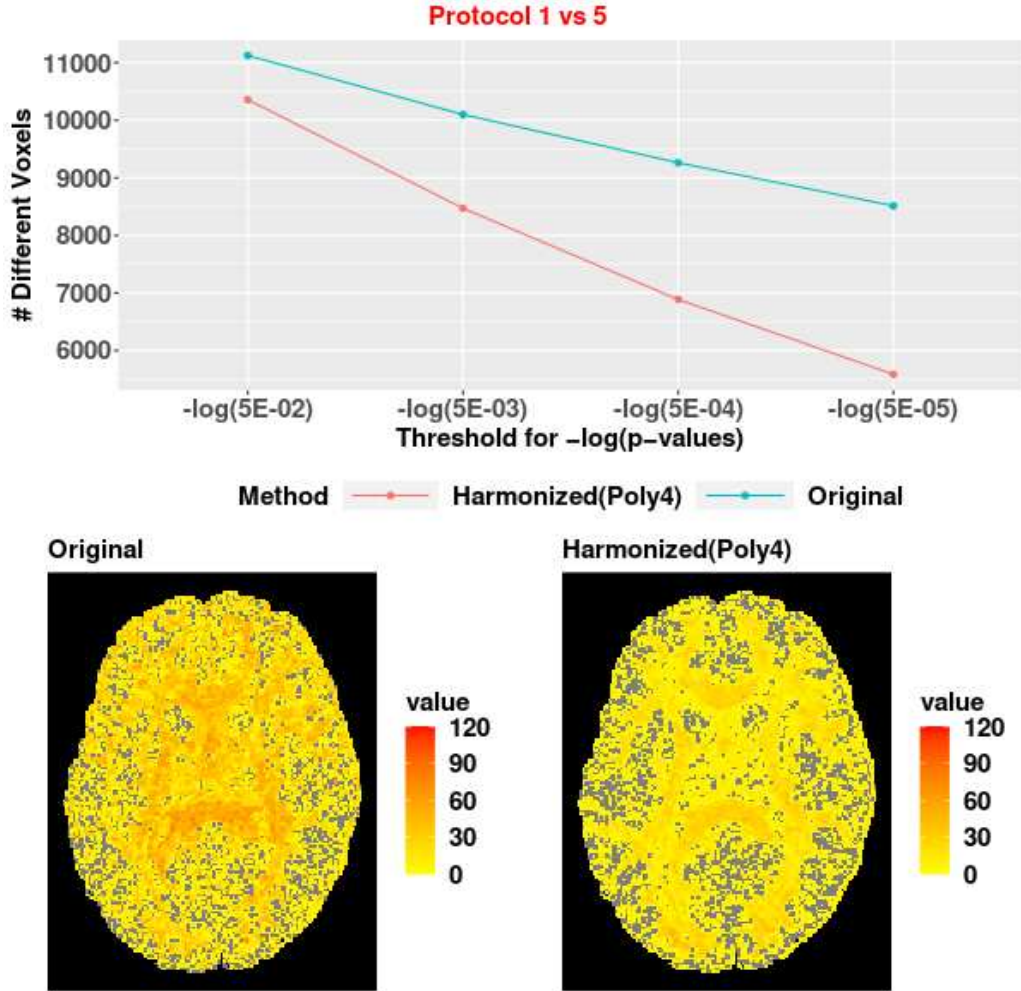 Protocol 1 vs 5
# Different Voxels
11000
10000
9000
8000
7000
6000
-log(5E-02) -log(5E-03) -log(5E-04) -log(5E-05)
Threshold for −log(p−values)
Method Harmonized(Poly4) Original
Original
value
120
90
60
30
0
Harmonized(Poly4)
value
120
90
60
30
0